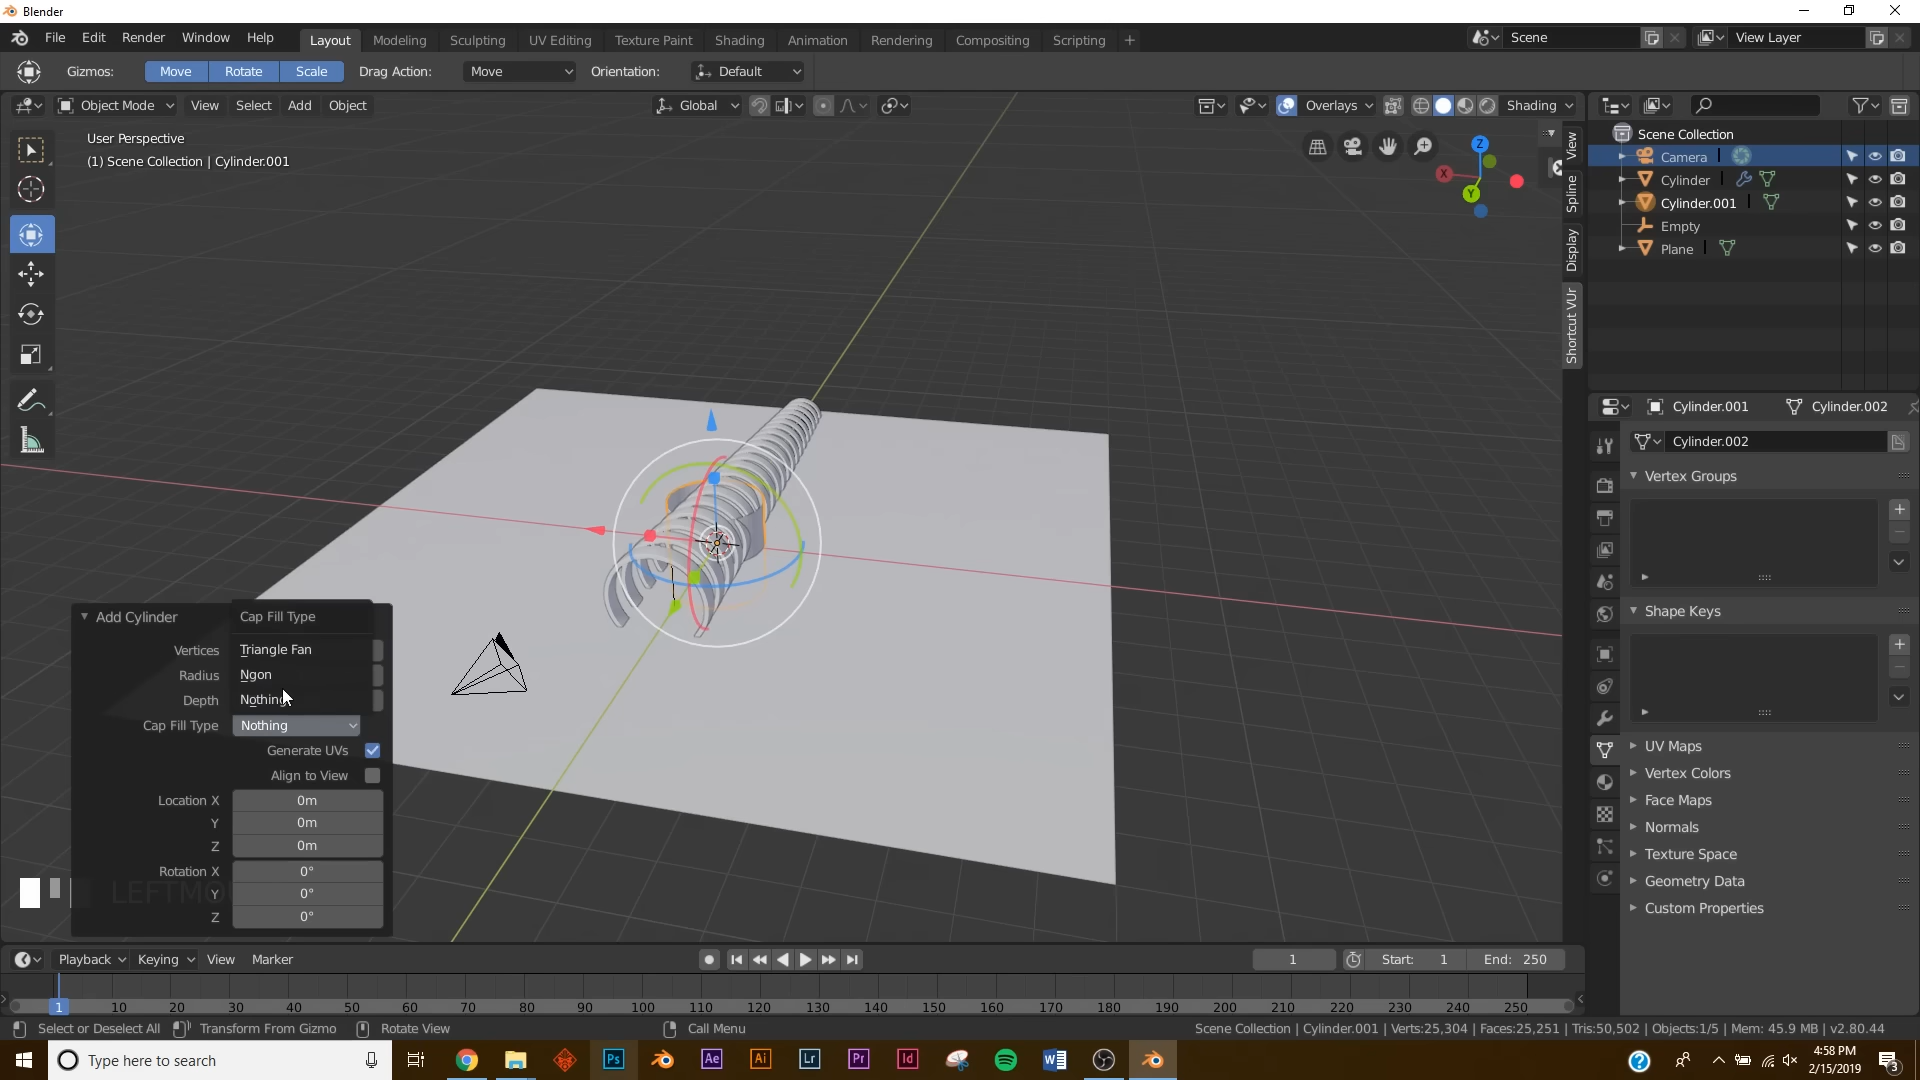 Blender
File Edit Render Window Help Layout Modeling Sculpting UV Editing Texture Paint Shading Animation Rendering Compositing Scripting + Scene View Layer
Gizmos: Move Rotate Scale Drag Action: Move Orientation: Default
Object Mode View Select Add Object Global Overlays Shading
User Perspective
(1) Scene Collection | Cylinder.001
Z
X
Y
View
Spline
Display
Shortcut VUr
Scene Collection
Camera
Cylinder
Cylinder.001
Empty
Plane
Cylinder.001 Cylinder.002
Cylinder.002
Vertex Groups
Shape Keys
UV Maps
Vertex Colors
Face Maps
Normals
Texture Space
Geometry Data
Custom Properties
Add Cylinder Cap Fill Type
Vertices Triangle Fan
Radius Ngon
Depth Nothing
Cap Fill Type Nothing
Generate UVs
Align to View
Location X 0m
Y 0m
Z 0m
Rotation X 0°
Y 0°
Z 0°
Playback Keying View Marker 1 Start: 1 End: 250
1 10 20 30 40 50 60 70 80 90 100 110 120 130 140 150 160 170 180 190 200 210 220 230 240 250
Select or Deselect All Transform From Gizmo Rotate View Call Menu Scene Collection | Cylinder.001 | Verts:25,304 | Faces:25,251 | Tris:50,502 | Objects:1/5 | Mem: 45.9 MB | v2.80.44
Type here to search Ps Ae Ai Lr Pr Id 4:58 PM
2/15/2019 3